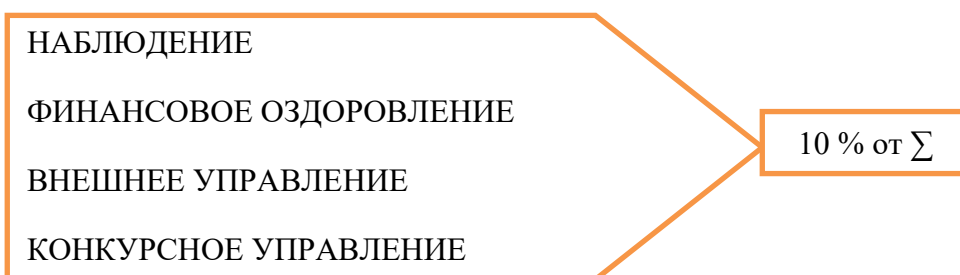 НАБЛЮДЕНИЕ
ФИНАНСОВОЕ ОЗДОРОВЛЕНИЕ
ВНЕШНЕЕ УПРАВЛЕНИЕ
КОНКУРСНОЕ УПРАВЛЕНИЕ
10 % от ∑